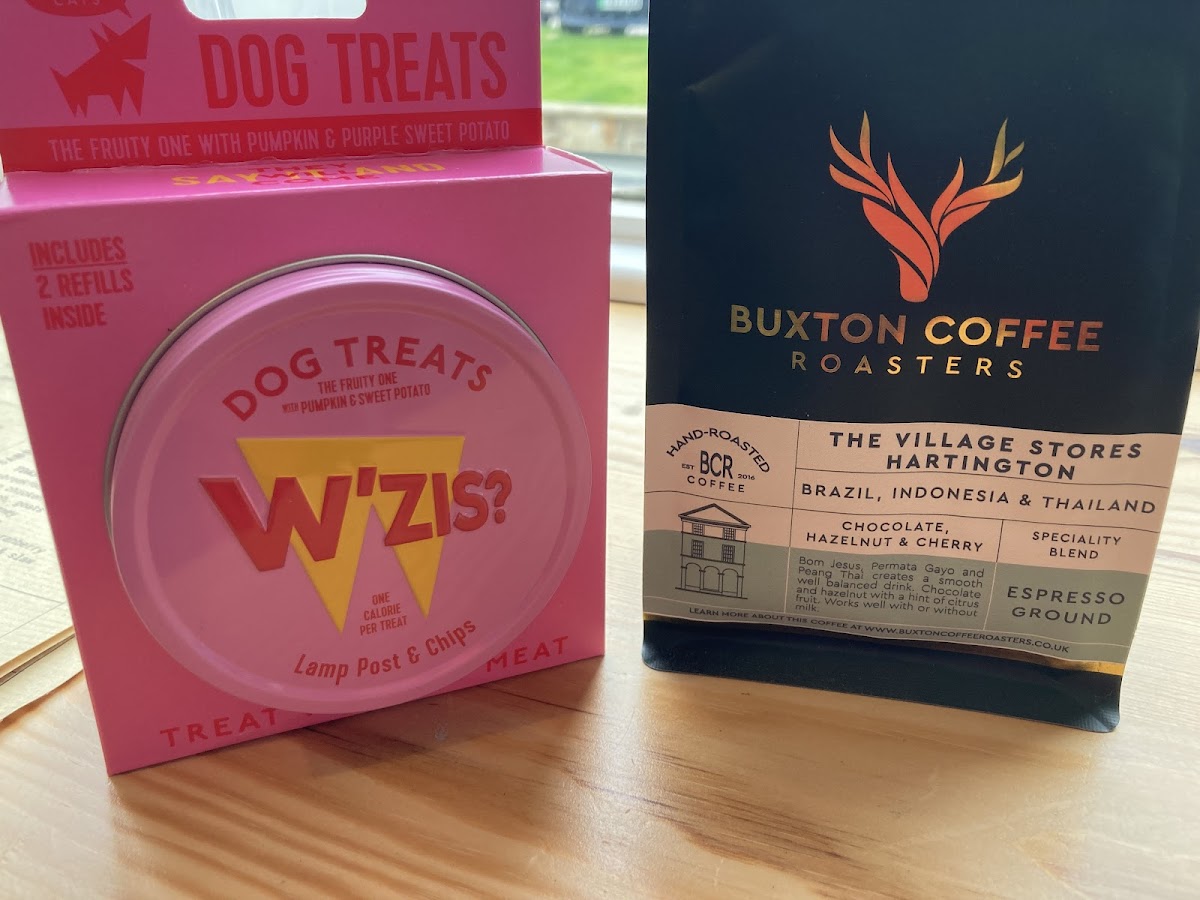 CATS
DOG TREATS
THE FRUITY ONE WITH PUMPKIN & PURPLE SWEET POTATO
SAY IT AND
INCLUDES
2 REFILLS
INSIDE
DOG TREATS
THE FRUITY ONE
WITH PUMPKIN & SWEET POTATO
W'ZIS?
ONE
CALORIE
PER TREAT
Lamp Post & Chips
TREAT
MEAT
BUXTON COFFEE
ROASTERS
HAND-ROASTED
EST BCR 2016
COFFEE
THE VILLAGE STORES
HARTINGTON
BRAZIL, INDONESIA & THAILAND
CHOCOLATE,
HAZELNUT & CHERRY
SPECIALITY
BLEND
Bom Jesus, Permata Gayo and
Peang Thai creates a smooth
well balanced drink. Chocolate
and hazelnut with a hint of citrus
fruit. Works well with or without
milk.
ESPRESSO
GROUND
LEARN MORE ABOUT THIS COFFEE AT WWW.BUXTONCOFFEEROASTERS.CO.UK